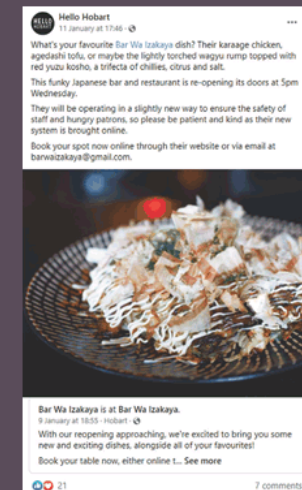 Hello Hobart
HELLO
HOBART
11 January at 17:46 ·
What's your favourite Bar Wa Izakaya dish? Their karaage chicken,
agedashi tofu, or maybe the lightly torched wagyu rump topped with
red yuzu kosho, a trifecta of chillies, citrus and salt.
This funky Japanese bar and restaurant is re-opening its doors at 5pm
Wednesday.
They will be operating in a slightly new way to ensure the safety of
staff and hungry patrons, so please be patient and kind as their new
system is brought online.
Book your spot now online through their website or via email at
barwaizakaya@gmail.com.
Bar Wa Izakaya is at Bar Wa Izakaya.
9 January at 18:55 · Hobart ·
With our reopening approaching, we're excited to bring you some
new and exciting dishes, alongside all of your favourites!
Book your table now, either online t... See more
21
7 comments